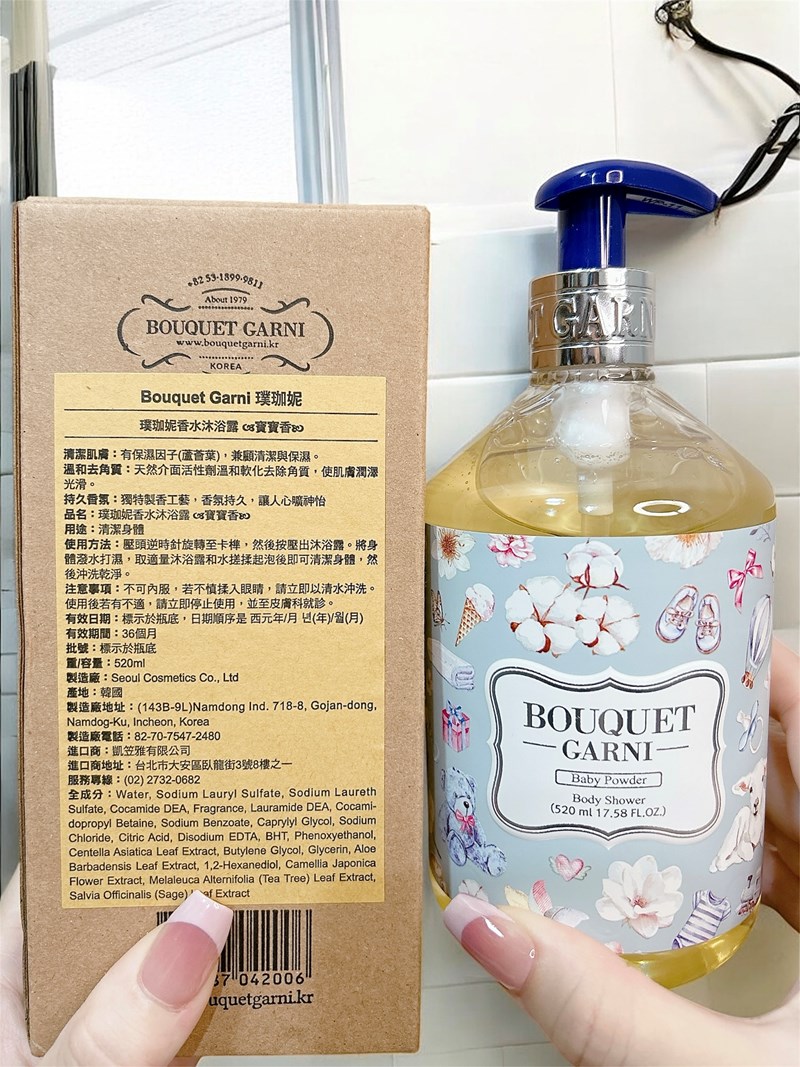 +82 53-1899-9811
About 1979
BOUQUET GARNI
www.bouquetgarni.kr
KOREA
Bouquet Garni 璞珈妮
璞珈妮香水沐浴露 ଓ寶寶香ଓ
清潔肌膚：有保濕因子(蘆薈葉)，兼顧清潔與保濕。
溫和去角質：天然介面活性劑溫和軟化去除角質，使肌膚潤澤
光滑。
持久香氛：獨特製香工藝，香氛持久，讓人心曠神怡
品名：璞珈妮香水沐浴露 ଓ寶寶香ଓ
用途：清潔身體
使用方法：壓頭逆時針旋轉至卡榫，然後按壓出沐浴露。將身
體潑水打濕，取適量沐浴露和水搓揉起泡後即可清潔身體，然
後沖洗乾淨。
注意事項：不可內服，若不慎揉入眼睛，請立即以清水沖洗。
使用後若有不適，請立即停止使用，並至皮膚科就診。
有效日期：標示於瓶底，日期順序是 西元年/月 년(年)/월(月)
有效期間：36個月
批號：標示於瓶底
重/容量：520ml
製造廠：Seoul Cosmetics Co., Ltd
產地：韓國
製造廠地址：(143B-9L)Namdong Ind. 718-8, Gojan-dong,
Namdog-Ku, Incheon, Korea
製造廠電話：82-70-7547-2480
進口商：凱笠雅有限公司
進口商地址：台北市大安區臥龍街3號8樓之一
服務專線：(02) 2732-0682
全成分：Water, Sodium Lauryl Sulfate, Sodium Laureth
Sulfate, Cocamide DEA, Fragrance, Lauramide DEA, Cocami-
dopropyl Betaine, Sodium Benzoate, Caprylyl Glycol, Sodium
Chloride, Citric Acid, Disodium EDTA, BHT, Phenoxyethanol,
Centella Asiatica Leaf Extract, Butylene Glycol, Glycerin, Aloe
Barbadensis Leaf Extract, 1,2-Hexanediol, Camellia Japonica
Flower Extract, Melaleuca Alternifolia (Tea Tree) Leaf Extract,
Salvia Officinalis (Sage) Leaf Extract
67 042006
uquetgarni.kr
T GARN
BOUQUET
GARNI
Baby Powder
Body Shower
(520 ml 17.58 FL.OZ.)